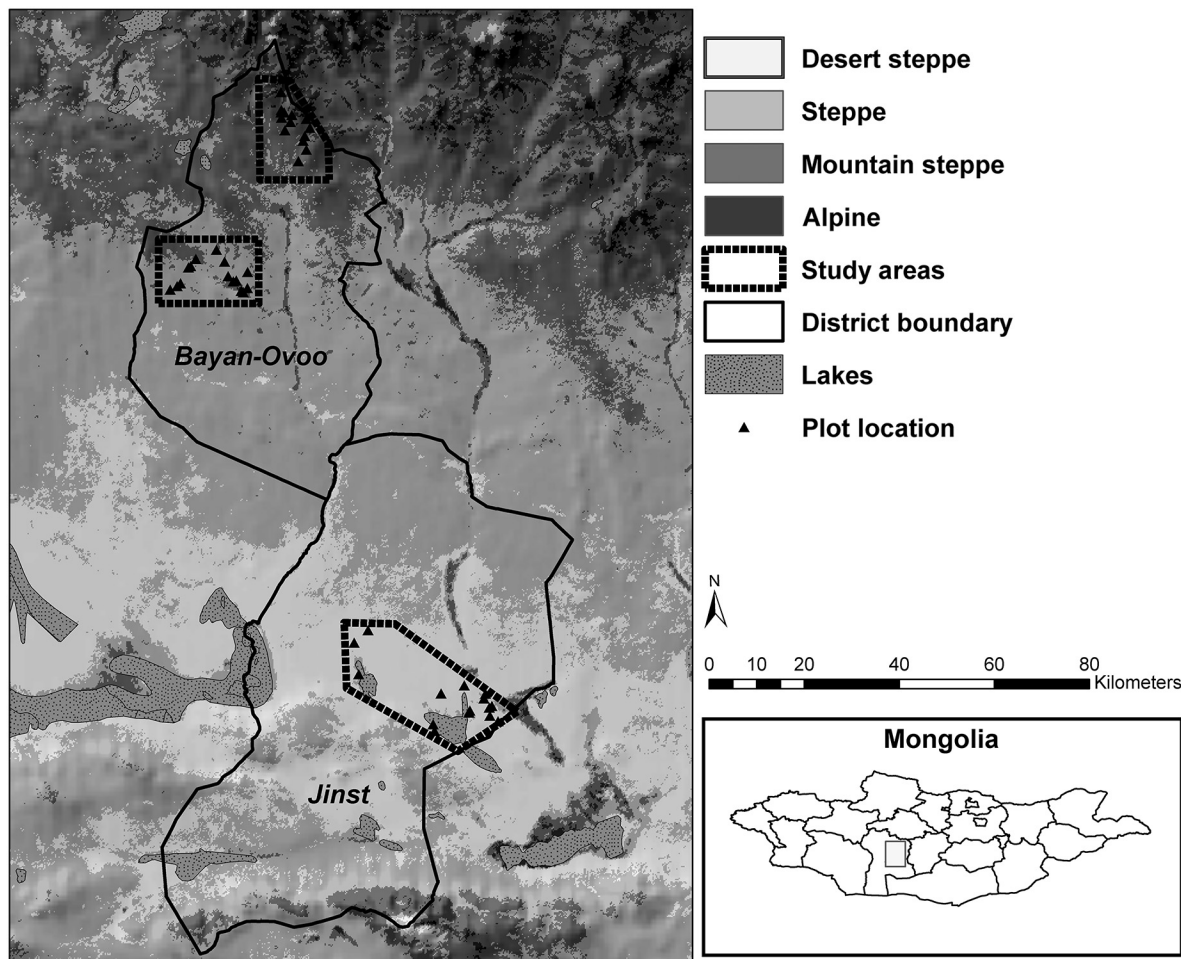 Desert steppe
Steppe
Mountain steppe
Alpine
Study areas
District boundary
Lakes
Plot location
Bayan-Ovoo
Jinst
N
0 10 20 40 60 80
Kilometers
Mongolia